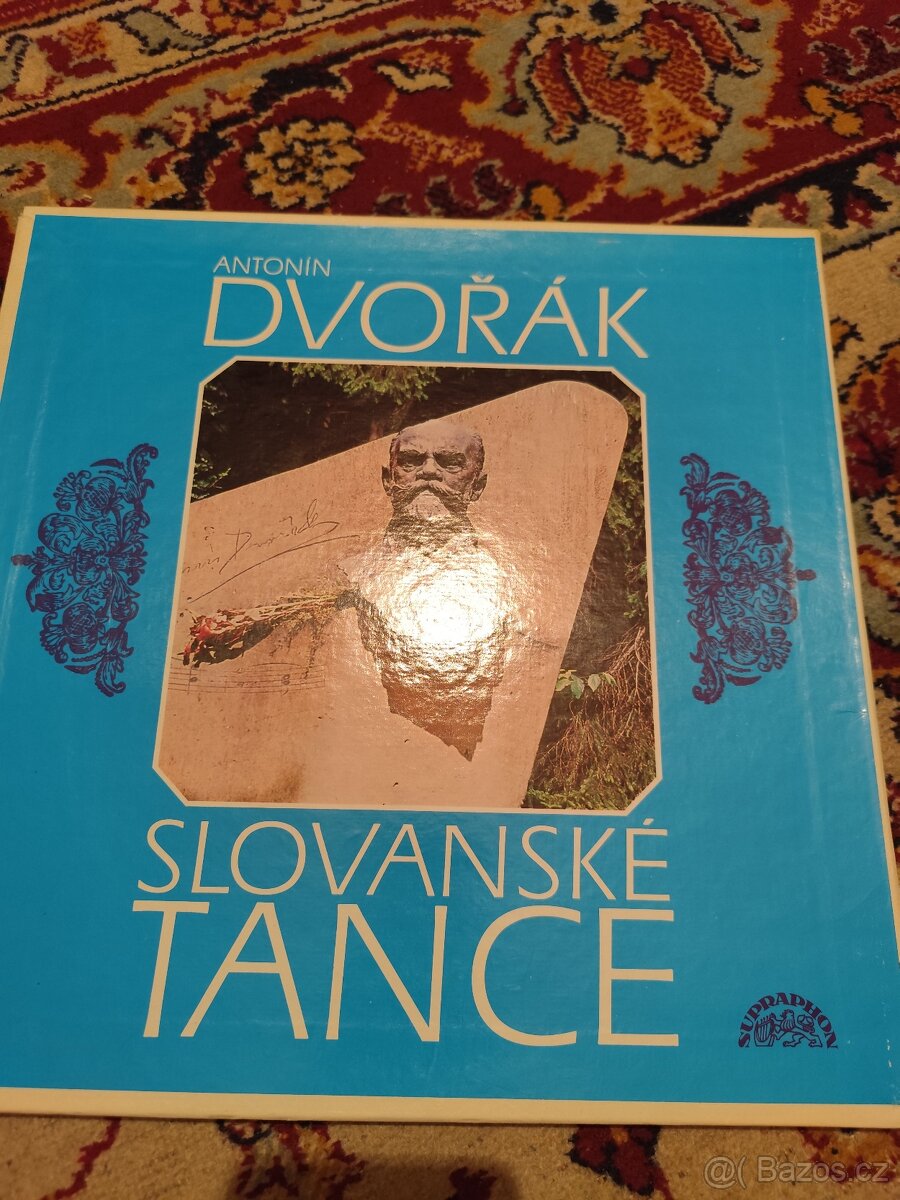 ANTONÍN
DVOŘÁK
SLOVANSKÉ
TANCE
SUPRAPHON
@( Bazos.cz